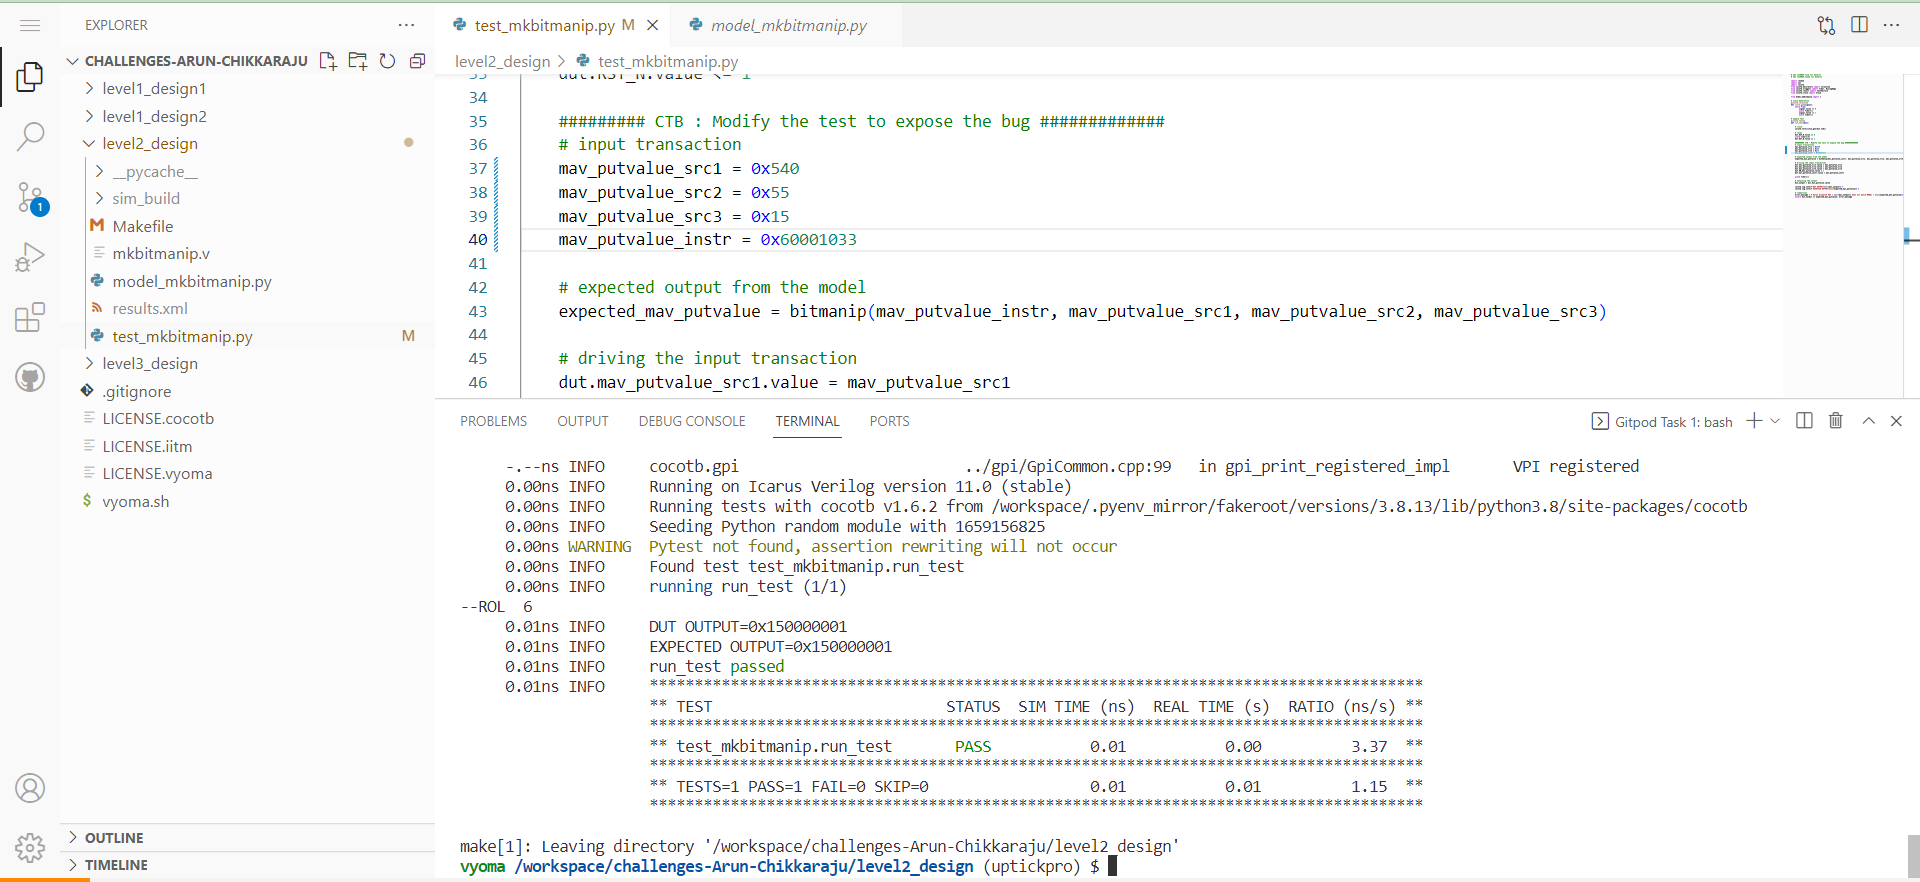 EXPLORER
CHALLENGES-ARUN-CHIKKARAJU
level1_design1
level1_design2
level2_design
__pycache__
sim_build
Makefile
mkbitmanip.v
model_mkbitmanip.py
results.xml
test_mkbitmanip.py M
level3_design
.gitignore
LICENSE.cocotb
LICENSE.iitm
LICENSE.vyoma
$ vyoma.sh
1
OUTLINE
TIMELINE
test_mkbitmanip.py M
model_mkbitmanip.py
level2_design > test_mkbitmanip.py
33 dut.RST_N.value <= 1
34
35 ######### CTB : Modify the test to expose the bug #############
36 # input transaction
37 mav_putvalue_src1 = 0x540
38 mav_putvalue_src2 = 0x55
39 mav_putvalue_src3 = 0x15
40 mav_putvalue_instr = 0x60001033
41
42 # expected output from the model
43 expected_mav_putvalue = bitmanip(mav_putvalue_instr, mav_putvalue_src1, mav_putvalue_src2, mav_putvalue_src3)
44
45 # driving the input transaction
46 dut.mav_putvalue_src1.value = mav_putvalue_src1
PROBLEMS OUTPUT DEBUG CONSOLE TERMINAL PORTS
Gitpod Task 1: bash
-.--ns INFO cocotb.gpi ../gpi/GpiCommon.cpp:99 in gpi_print_registered_impl VPI registered
0.00ns INFO Running on Icarus Verilog version 11.0 (stable)
0.00ns INFO Running tests with cocotb v1.6.2 from /workspace/.pyenv_mirror/fakeroot/versions/3.8.13/lib/python3.8/site-packages/cocotb
0.00ns INFO Seeding Python random module with 1659156825
0.00ns WARNING Pytest not found, assertion rewriting will not occur
0.00ns INFO Found test test_mkbitmanip.run_test
0.00ns INFO running run_test (1/1)
--ROL 6
0.01ns INFO DUT OUTPUT=0x150000001
0.01ns INFO EXPECTED OUTPUT=0x150000001
0.01ns INFO run_test passed
0.01ns INFO **************************************************************************************
** TEST STATUS SIM TIME (ns) REAL TIME (s) RATIO (ns/s) **
**************************************************************************************
** test_mkbitmanip.run_test PASS 0.01 0.00 3.37 **
**************************************************************************************
** TESTS=1 PASS=1 FAIL=0 SKIP=0 0.01 0.01 1.15 **
**************************************************************************************
make[1]: Leaving directory '/workspace/challenges-Arun-Chikkaraju/level2_design'
vyoma /workspace/challenges-Arun-Chikkaraju/level2_design (uptickpro) $